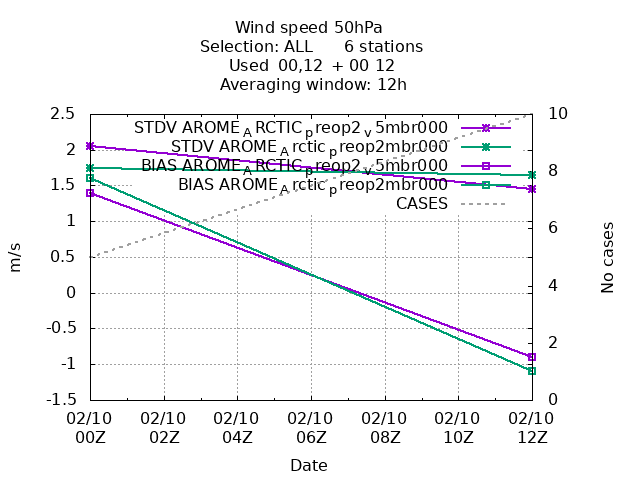 Wind speed 50hPa
Selection: ALL 6 stations
Used 00,12 + 00 12
Averaging window: 12h
STDV AROME_ARCTIC_preop2_v5mbr000
STDV AROME_Arctic_preop2mbr000
BIAS AROME_ARCTIC_preop2_v5mbr000
BIAS AROME_Arctic_preop2mbr000
CASES
2.5
2
1.5
1
0.5
0
-0.5
-1
-1.5
m/s
10
8
6
4
2
0
No cases
02/10 02/10 02/10 02/10 02/10 02/10 02/10
00Z 02Z 04Z 06Z 08Z 10Z 12Z
Date